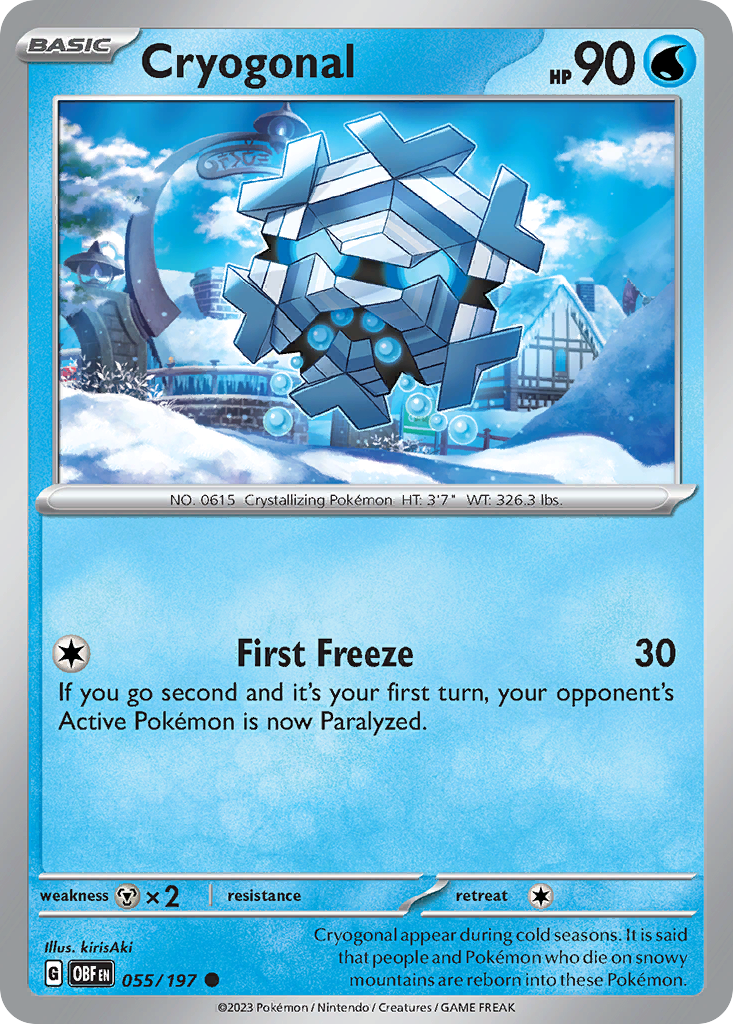 BASIC
Cryogonal
HP 90
NO. 0615 Crystallizing Pokémon HT: 3'7" WT: 326.3 lbs.
First Freeze 30
If you go second and it's your first turn, your opponent's
Active Pokémon is now Paralyzed.
weakness ×2 resistance retreat
Illus. kirisAki
Cryogonal appear during cold seasons. It is said
that people and Pokémon who die on snowy
mountains are reborn into these Pokémon.
G OBF EN 055/197
©2023 Pokémon / Nintendo / Creatures / GAME FREAK